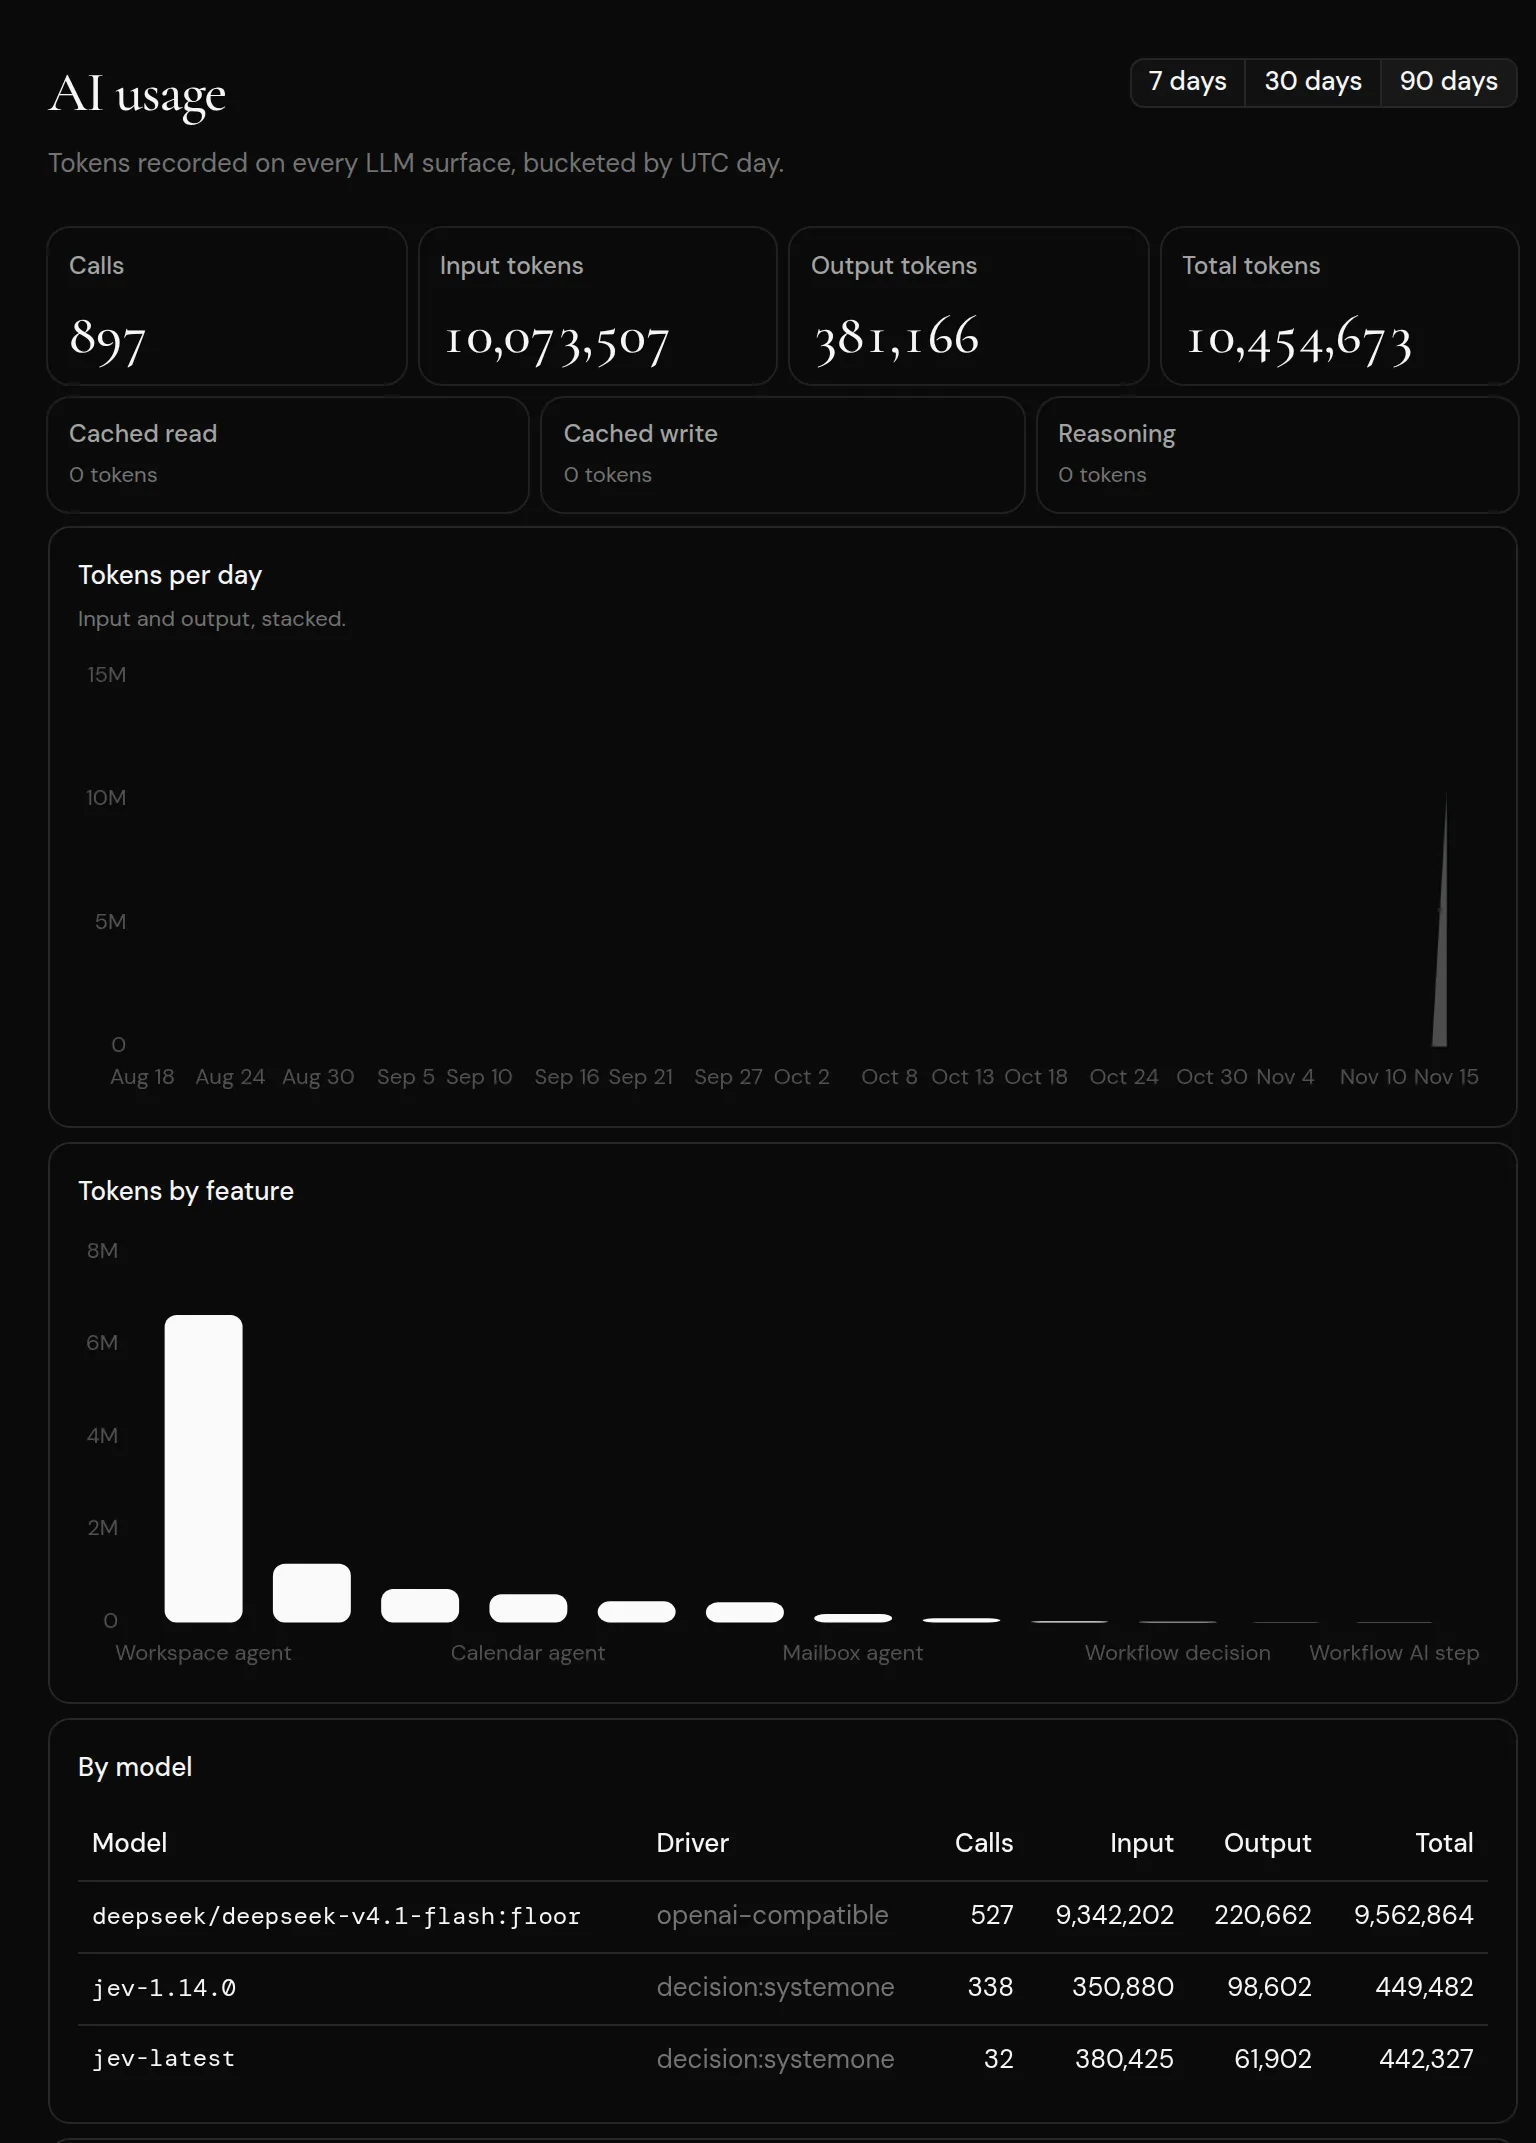 AI usage
7 days 30 days 90 days
Tokens recorded on every LLM surface, bucketed by UTC day.
Calls
897
Input tokens
10,073,507
Output tokens
381,166
Total tokens
10,454,673
Cached read
0 tokens
Cached write
0 tokens
Reasoning
0 tokens
Tokens per day
Input and output, stacked.
15M
10M
5M
0
Aug 18 Aug 24 Aug 30 Sep 5 Sep 10 Sep 16 Sep 21 Sep 27 Oct 2 Oct 8 Oct 13 Oct 18 Oct 24 Oct 30 Nov 4 Nov 10 Nov 15
Tokens by feature
8M
6M
4M
2M
0
Workspace agent Calendar agent Mailbox agent Workflow decision Workflow AI step
By model
Model Driver Calls Input Output Total
deepseek/deepseek-v4.1-flash:floor openai-compatible 527 9,342,202 220,662 9,562,864
jev-1.14.0 decision:systemone 338 350,880 98,602 449,482
jev-latest decision:systemone 32 380,425 61,902 442,327